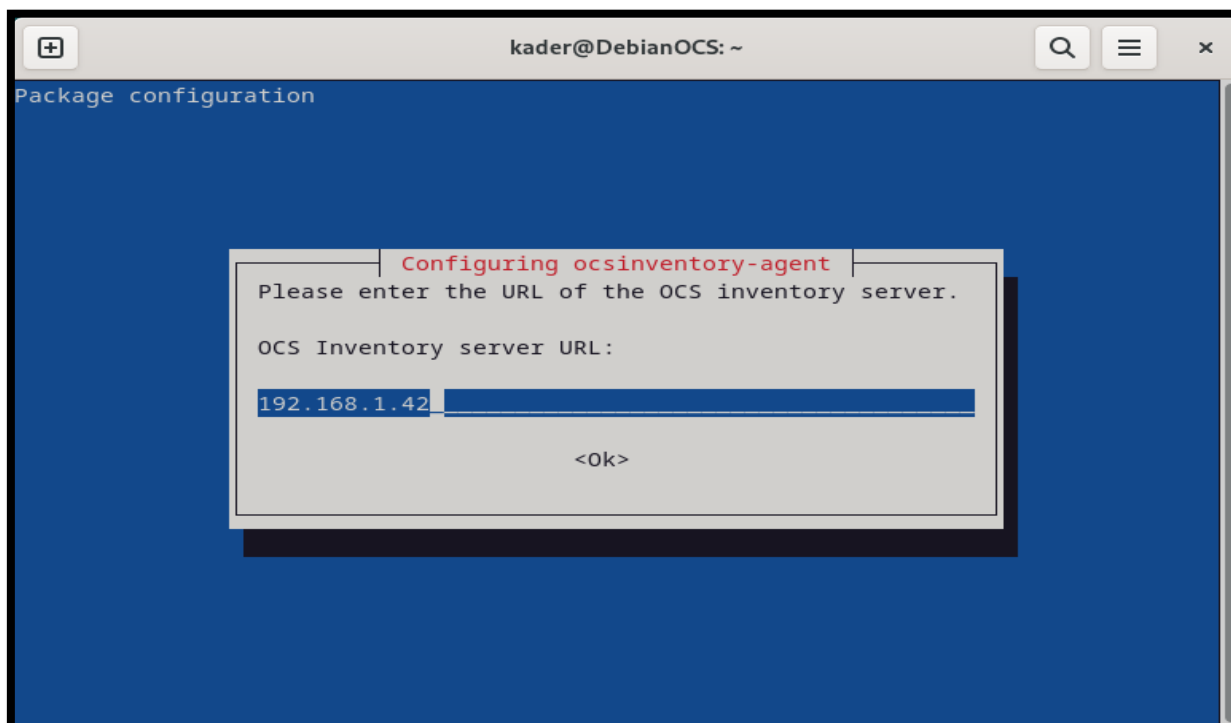 kader@DebianOCS: ~
Package configuration
Configuring ocsinventory-agent
Please enter the URL of the OCS inventory server.
OCS Inventory server URL:
192.168.1.42_______________________________________
<Ok>